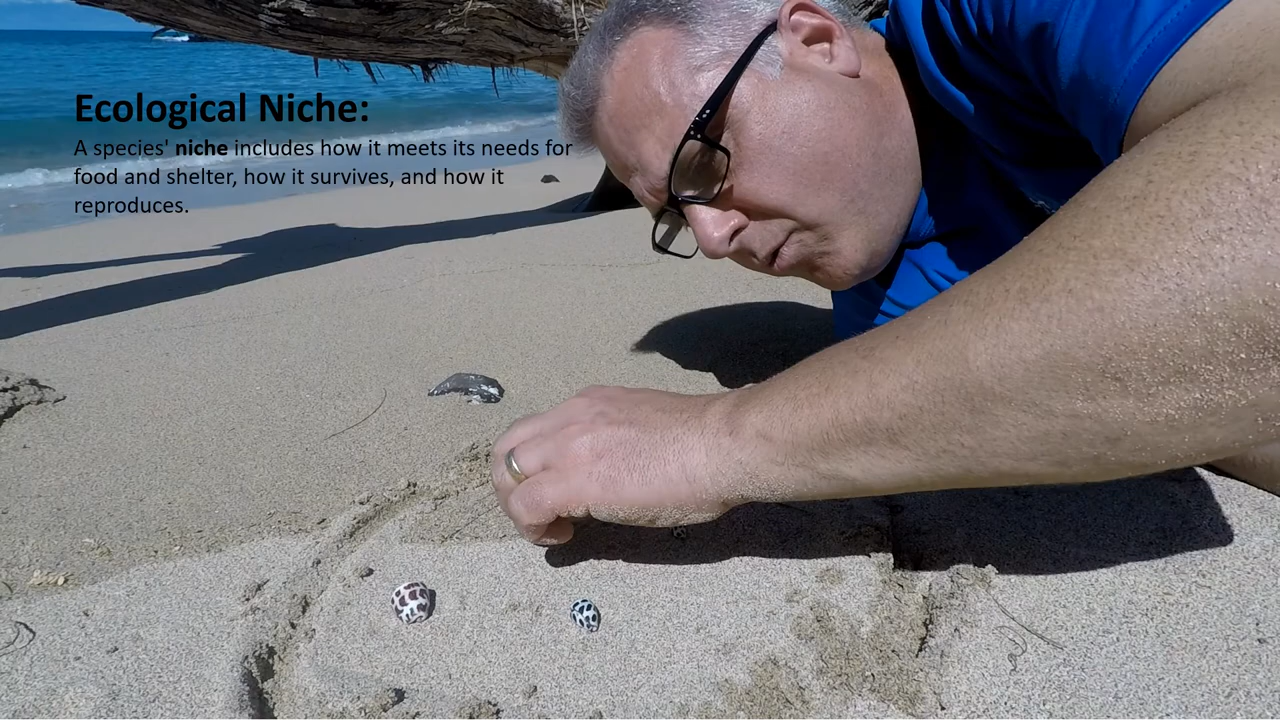 Ecological Niche:
A species' niche includes how it meets its needs for
food and shelter, how it survives, and how it
reproduces.